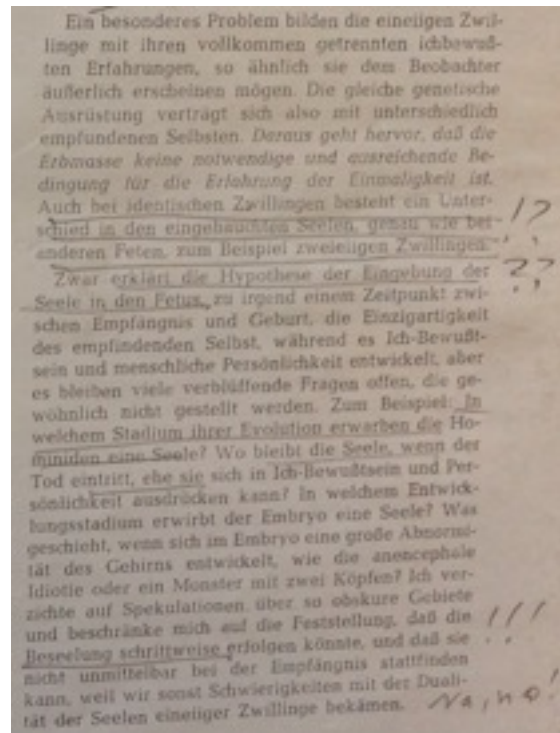 Ein besonderes Problem bilden die eineiigen Zwil-
linge mit ihren vollkommen getrennten ichbewuß-
ten Erfahrungen, so ähnlich sie dem Beobachter
äußerlich erscheinen mögen. Die gleiche genetische
Ausrüstung verträgt sich also mit unterschiedlich
empfundenen Selbsten. Daraus geht hervor, daß die
Erbmasse keine notwendige und ausreichende Be-
dingung für die Erfahrung der Einmaligkeit ist.
Auch bei identischen Zwillingen besteht ein Unter-
schied in den eingehauchten Seelen, genau wie bei !?
anderen Feten, zum Beispiel zweieiigen Zwillingen.
Zwar erklärt die Hypothese der Eingebung der ??
Seele in den Fetus, zu irgend einem Zeitpunkt zwi-
schen Empfängnis und Geburt, die Einzigartigkeit
des empfindenden Selbst, während es Ich-Bewußt-
sein und menschliche Persönlichkeit entwickelt, aber
es bleiben viele verblüffende Fragen offen, die ge-
wöhnlich nicht gestellt werden. Zum Beispiel: In
welchem Stadium ihrer Evolution erwarben die Ho-
miniden eine Seele? Wo bleibt die Seele, wenn der
Tod eintritt, ehe sie sich in Ich-Bewußtsein und Per-
sönlichkeit ausdrücken kann? In welchem Entwick-
lungsstadium erwirbt der Embryo eine Seele? Was
geschieht, wenn sich im Embryo eine große Abnormi-
tät des Gehirns entwickelt, wie die anencephole
Idiotie oder ein Monster mit zwei Köpfen? Ich ver-
zichte auf Spekulationen über so obskure Gebiete
und beschränke mich auf die Feststellung, daß die !!!
Beseelung schrittweise erfolgen könnte, und daß sie
nicht unmittelbar bei der Empfängnis stattfinden
kann, weil wir sonst Schwierigkeiten mit der Duali-
tät der Seelen eineiiger Zwillinge bekämen. Na, na!